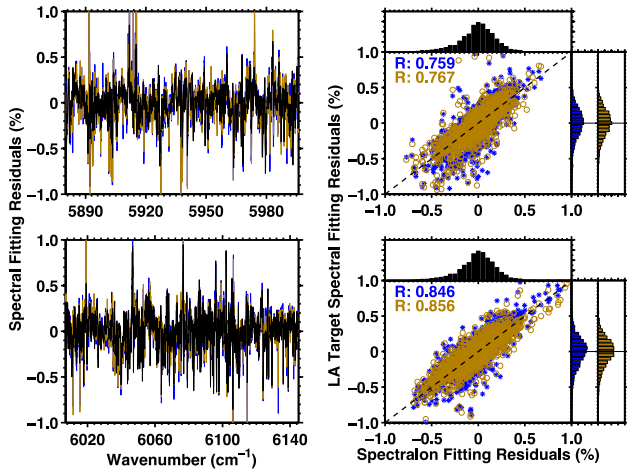 Spectral Fitting Residuals (%)
1.0
0.5
0
−0.5
−1.0
5890 5920 5950 5980
1.0
0.5
0
−0.5
−1.0
6020 6060 6100 6140
Wavenumber (cm−1)
LA Target Spectral Fitting Residuals (%)
R: 0.759
R: 0.767
1.0
0.5
0
−0.5
−1.0
−1.0 −0.5 0 0.5 1.0
R: 0.846
R: 0.856
1.0
0.5
0
−0.5
−1.0
−1.0 −0.5 0 0.5 1.0
Spectralon Fitting Residuals (%)